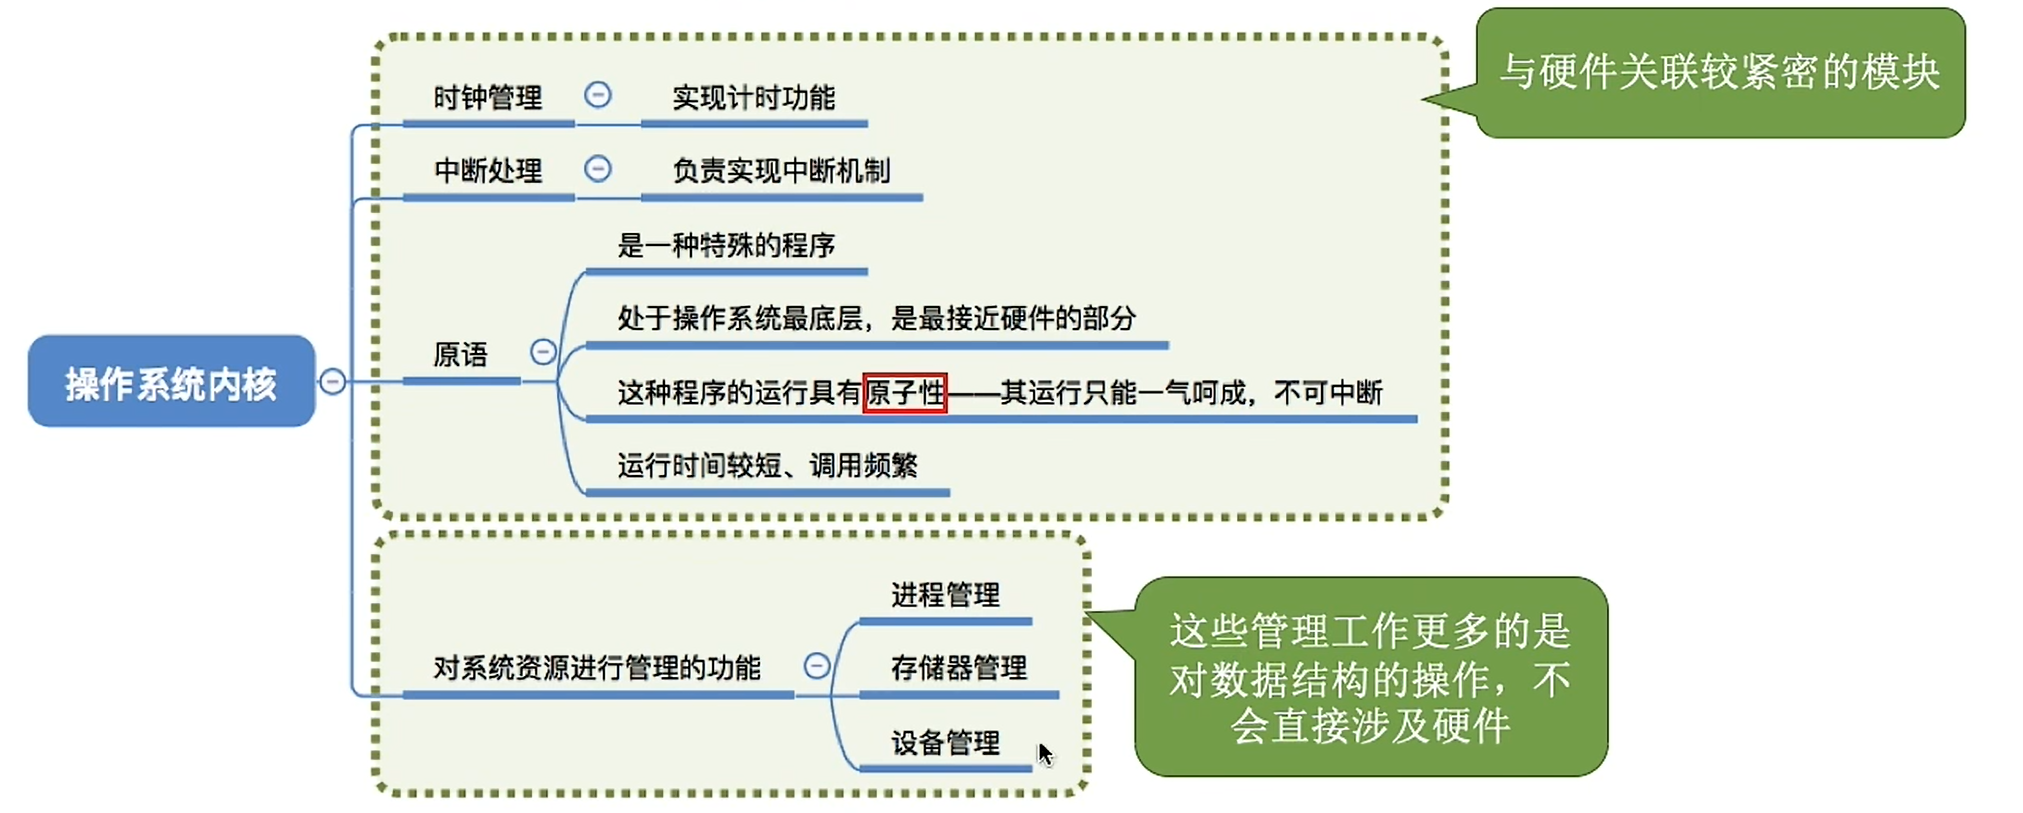 与硬件关联较紧密的模块
时钟管理
实现计时功能
中断处理
负责实现中断机制
是一种特殊的程序
处于操作系统最底层，是最接近硬件的部分
原语
操作系统内核
这种程序的运行具有原子性——其运行只能一气呵成，不可中断
运行时间较短、调用频繁
进程管理
对系统资源进行管理的功能
存储器管理
设备管理
这些管理工作更多的是
对数据结构的操作，不
会直接涉及硬件